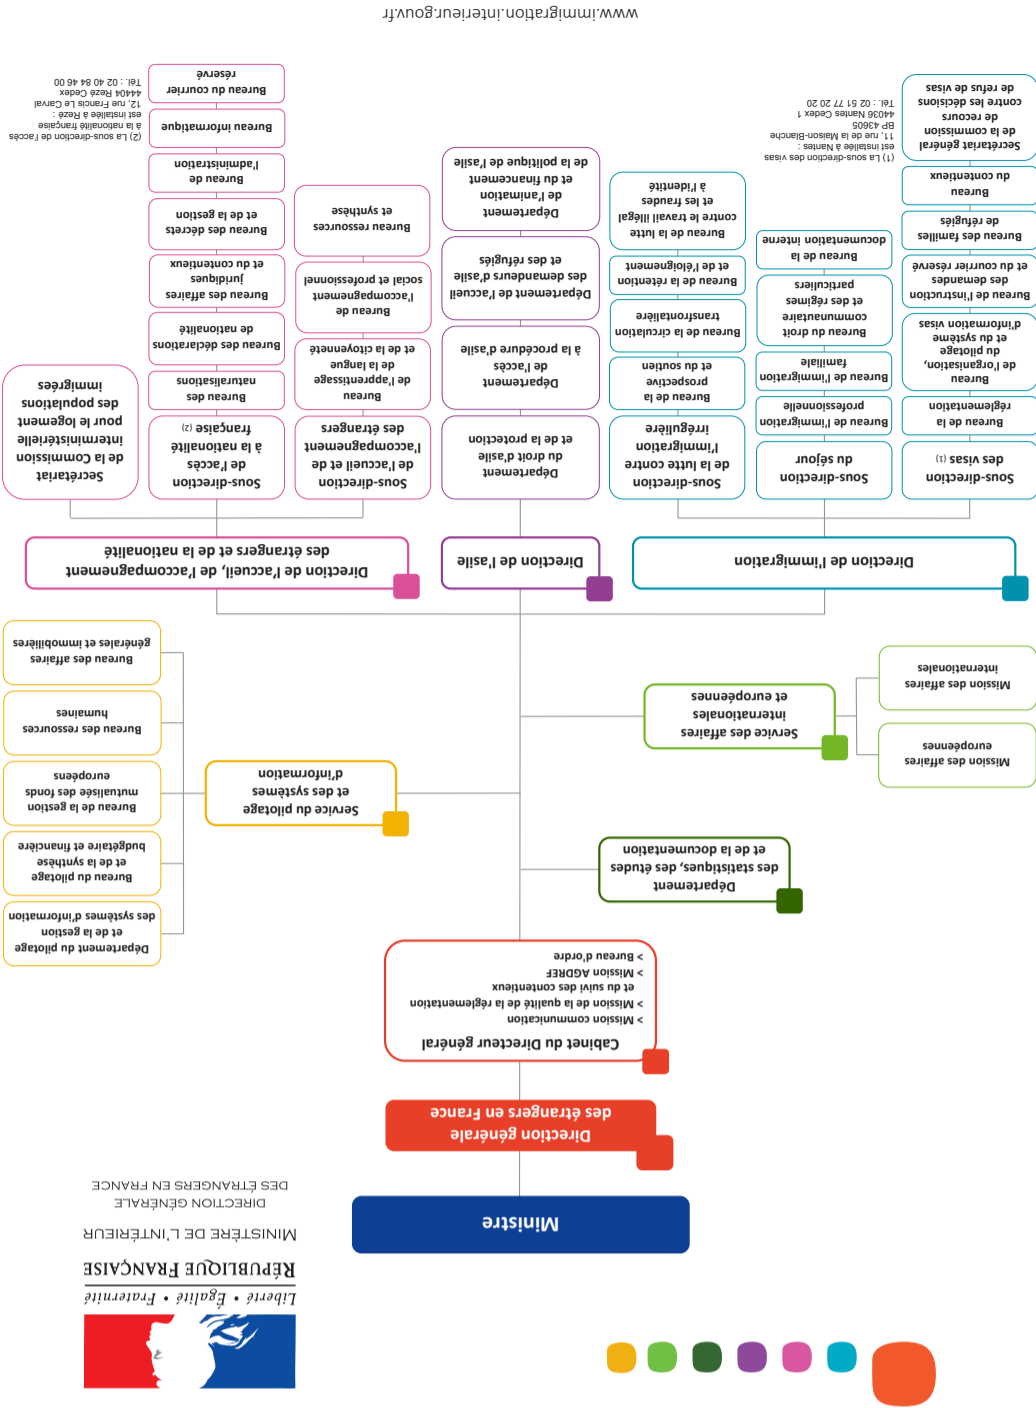 Liberté • Égalité • Fraternité
RÉPUBLIQUE FRANÇAISE
MINISTÈRE DE L'INTÉRIEUR
DIRECTION GÉNÉRALE
DES ÉTRANGERS EN FRANCE
Ministre
Direction générale
des étrangers en France
Cabinet du Directeur général
> Mission communication
> Mission de la qualité de la réglementation
et du suivi des contentieux
> Mission AGDREF
> Bureau d'ordre
Département
des statistiques, des études
et de la documentation
Service du pilotage
et des systèmes
d'information
Département du pilotage
et de la gestion
des systèmes d'information
Bureau du pilotage
et de la synthèse
budgétaire et financière
Bureau de la gestion
mutualisée des fonds
européens
Bureau des ressources
humaines
Bureau des affaires
générales et immobilières
Service des affaires
internationales
et européennes
Mission des affaires
européennes
Mission des affaires
internationales
Direction de l'immigration
Direction de l'asile
Direction de l'accueil, de l'accompagnement
des étrangers et de la nationalité
Sous-direction
des visas (1)
Bureau de la
réglementation
Bureau
de l'organisation,
du pilotage
et du système
d'information visas
Bureau de l'instruction
des demandes
et du courrier réservé
Bureau des familles
de réfugiés
Bureau
du contentieux
Secrétariat général
de la commission
de recours
contre les décisions
de refus de visas
Sous-direction
du séjour
Bureau de l'immigration
professionnelle
Bureau de l'immigration
familiale
Bureau du droit
communautaire
et des régimes
particuliers
Bureau de la
documentation interne
(1) La sous-direction des visas
est installée à Nantes :
11, rue de la Maison-Blanche
BP 43605
44036 Nantes Cedex 1
Tél. : 02 51 77 20 20
Sous-direction
de la lutte contre
l'immigration
irrégulière
Bureau de la
prospective
et du soutien
Bureau de la circulation
transfrontalière
Bureau de la rétention
et de l'éloignement
Bureau de la lutte
contre le travail illégal
et les fraudes
à l'identité
Département
du droit d'asile
et de la protection
Département
de l'accès
à la procédure d'asile
Département de l'accueil
des demandeurs d'asile
et des réfugiés
Département
de l'animation
et du financement
de la politique de l'asile
Sous-direction
de l'accueil et de
l'accompagnement
des étrangers
Bureau
de l'apprentissage
de la langue
et de la citoyenneté
Bureau de
l'accompagnement
social et professionnel
Bureau ressources
et synthèse
Sous-direction
de l'accès
à la nationalité
française (2)
Bureau des
naturalisations
Bureau des déclarations
de nationalité
Bureau des affaires
juridiques
et du contentieux
Bureau des décrets
et de la gestion
Bureau de
l'administration
Bureau informatique
Bureau du courrier
réservé
Secrétariat
de la Commission
interministérielle
pour le logement
des populations
immigrées
(2) La sous-direction de l'accès
à la nationalité française
est installée à Rezé :
12, rue Francis Le Carval
44404 Rezé Cedex
Tél. : 02 40 84 46 00
www.immigration.interieur.gouv.fr